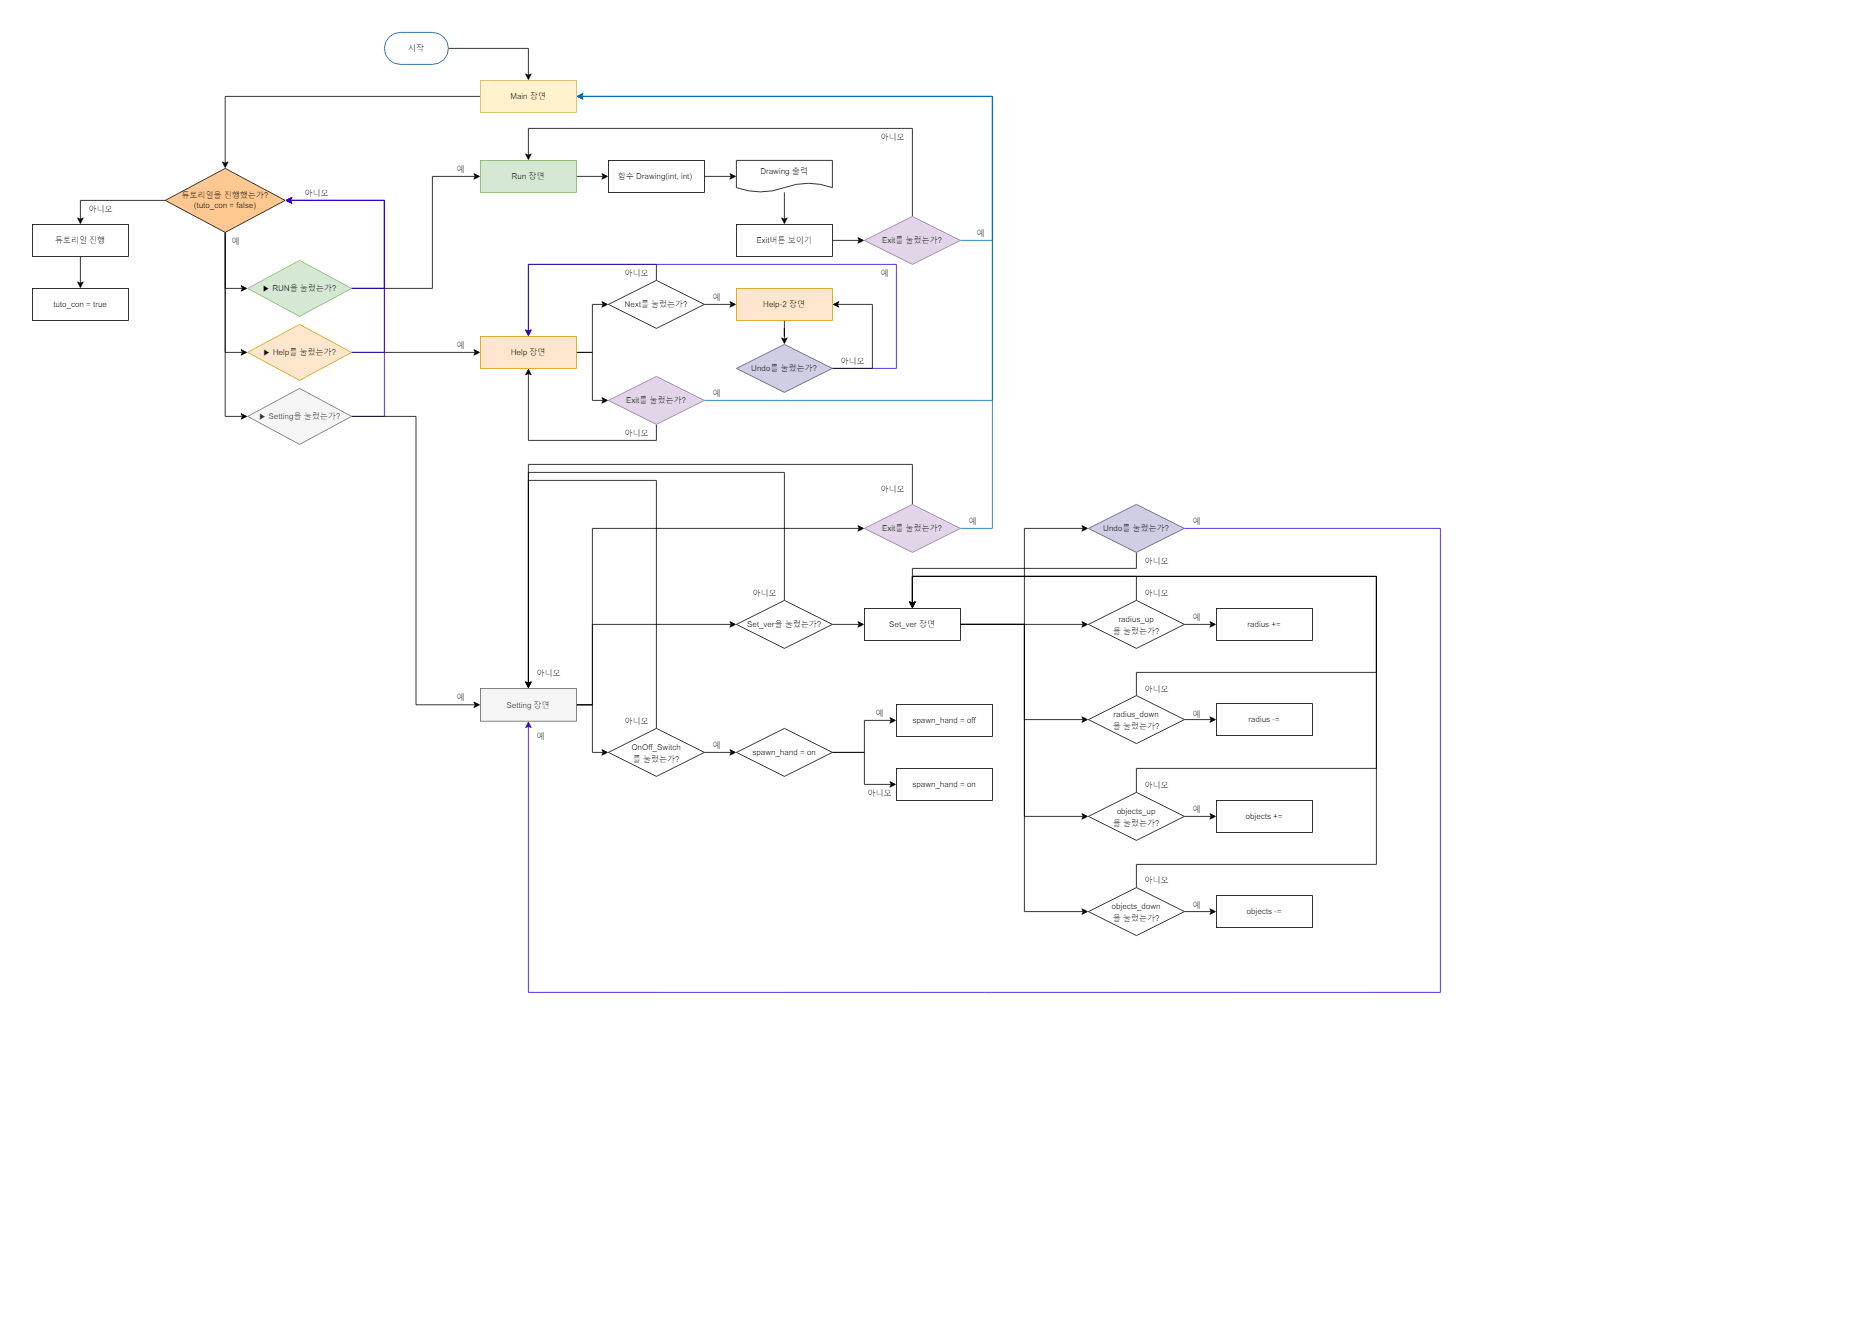 시작
Main 장면
아니오
예
Run 장면
함수 Drawing(int, int)
Drawing 출력
튜토리얼을 진행했는가?
(tuto_con = false)
아니오
아니오
튜토리얼 진행
예
Exit버튼 보이기
Exit를 눌렀는가?
예
tuto_con = true
▶ RUN을 눌렀는가?
아니오
예
Next를 눌렀는가?
예
Help-2 장면
▶ Help를 눌렀는가?
예
Help 장면
Undo를 눌렀는가?
아니오
Exit를 눌렀는가?
예
아니오
▶ Setting을 눌렀는가?
아니오
Exit를 눌렀는가?
예
Undo를 눌렀는가?
예
아니오
아니오
Set_ver을 눌렀는가?
Set_ver 장면
아니오
radius_up
을 눌렀는가?
예
radius +=
아니오
예
Setting 장면
예
아니오
OnOff_Switch
를 눌렀는가?
예
spawn_hand = on
예
spawn_hand = off
아니오
spawn_hand = on
아니오
radius_down
을 눌렀는가?
예
radius -=
아니오
objects_up
을 눌렀는가?
예
objects +=
아니오
objects_down
을 눌렀는가?
예
objects -=